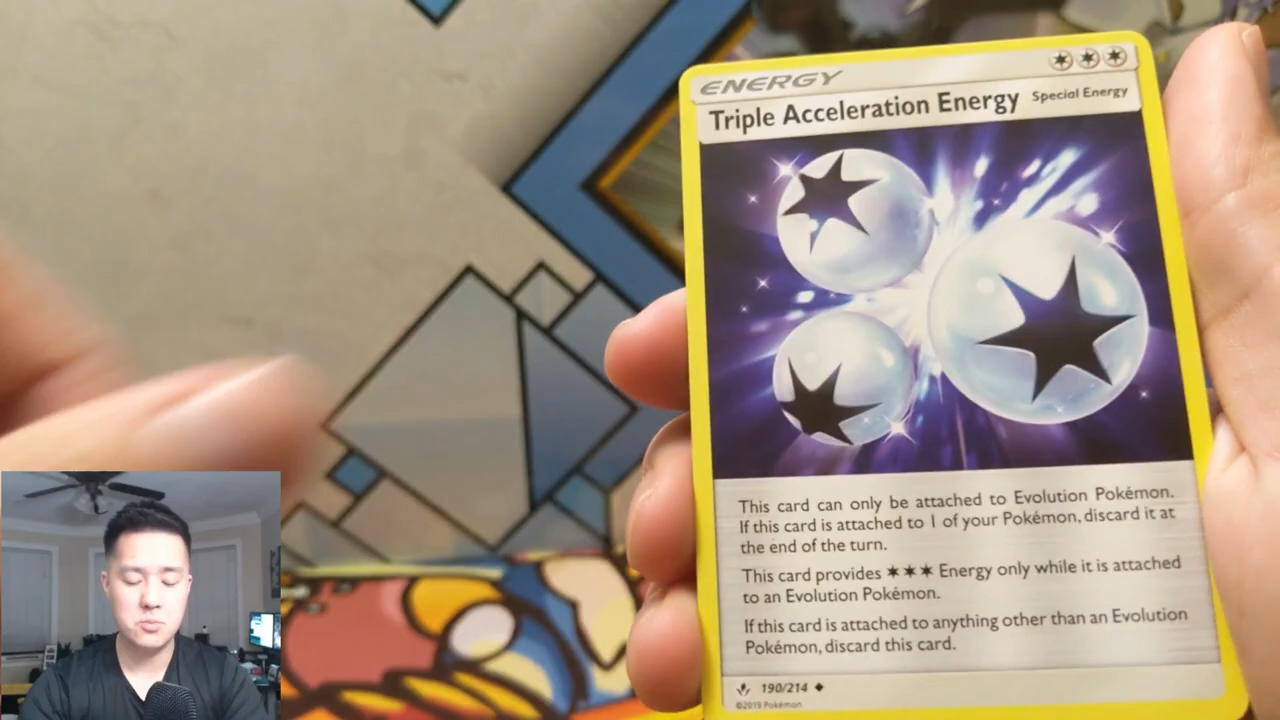 ENERGY
Triple Acceleration Energy Special Energy
This card can only be attached to Evolution Pokémon.
If this card is attached to 1 of your Pokémon, discard it at
the end of the turn.
This card provides ✶✶✶ Energy only while it is attached
to an Evolution Pokémon.
If this card is attached to anything other than an Evolution
Pokémon, discard this card.
190/214 ◆
©2019 Pokémon